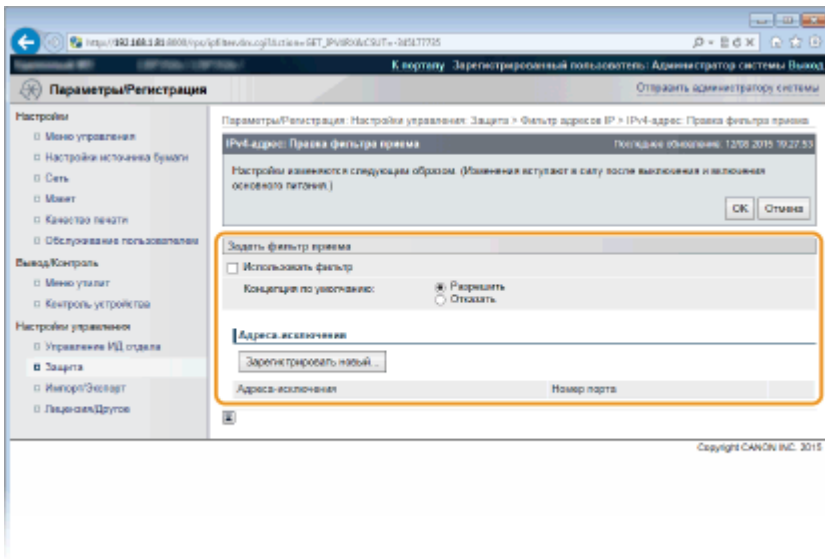 К порталу Зарегистрированный пользователь: Администратор системы Выход
Параметры/Регистрация
Отправить администратору системы
Настройки
Меню управления
Настройки источника бумаги
Сеть
Макет
Качество печати
Обслуживание пользователем
Вывод/Контроль
Меню утилит
Контроль устройства
Настройки управления
Управление ИД отдела
Защита
Импорт/Экспорт
Лицензия/Другое
Параметры/Регистрация: Настройки управления: Защита > Фильтр адресов IP > IPv4-адрес: Правка фильтра приема
IPv4-адрес: Правка фильтра приема
Последнее обновление: 12/08 2015 19:27:53
Настройки изменяются следующим образом. (Изменения вступают в силу после выключения и включения
основного питания.)
OK Отмена
Задать фильтр приема
Использовать фильтр
Концепция по умолчанию:
Разрешить
Отказать
Адреса-исключения
Зарегистрировать новый...
Адреса-исключения Номер порта
Copyright CANON INC. 2015